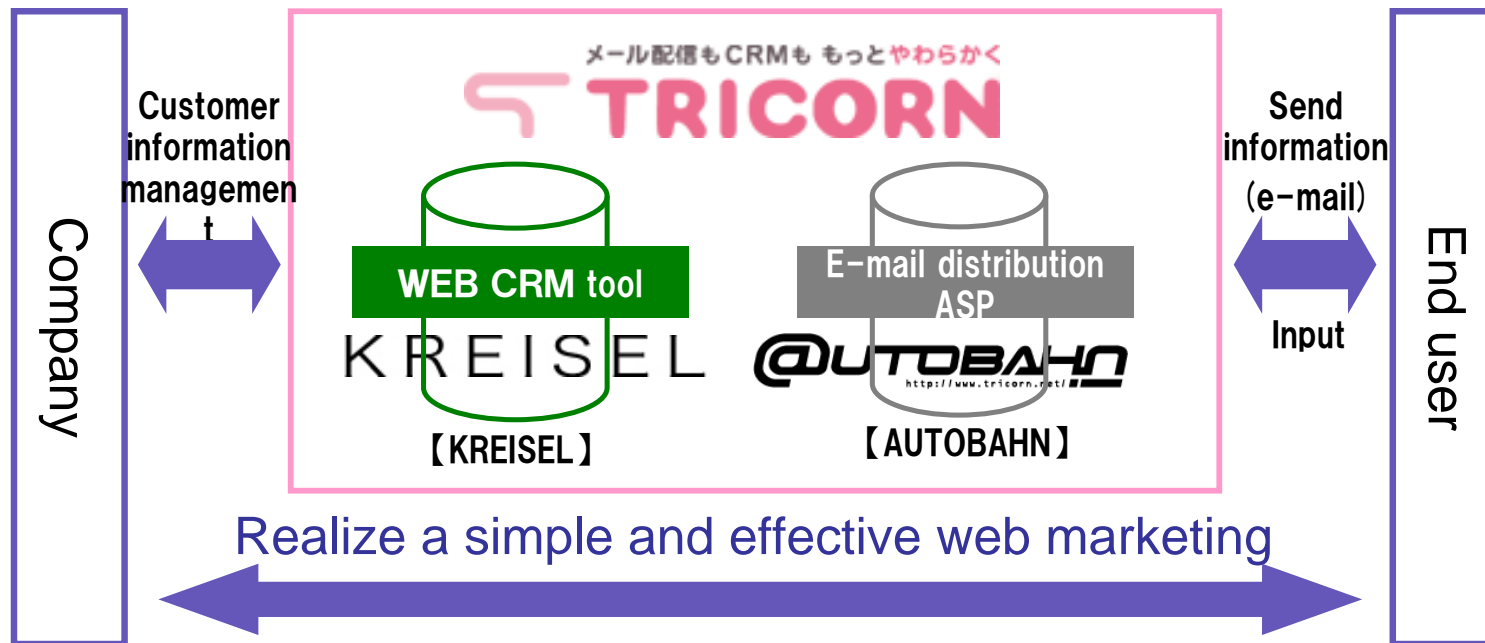 メール配信もCRMも もっとやわらかく
TRICORN
Customer
information
managemen
t
Company
WEB CRM tool
KREISEL
【KREISEL】
E-mail distribution
ASP
@UTOBAHN
http://www.tricorn.net/
【AUTOBAHN】
Send
information
(e-mail)
Input
End user
Realize a simple and effective web marketing